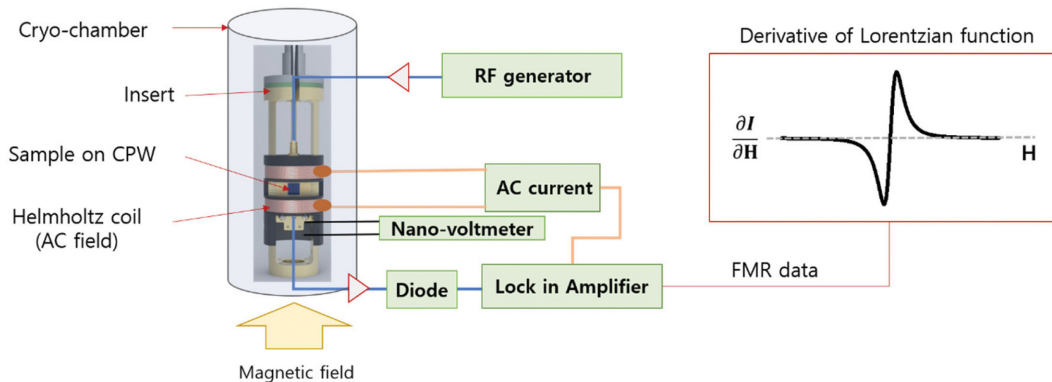 Cryo-chamber
Insert
Sample on CPW
Helmholtz coil
(AC field)
RF generator
AC current
Nano-voltmeter
Diode
Lock in Amplifier
Magnetic field
FMR data
Derivative of Lorentzian function
∂I
∂H
H